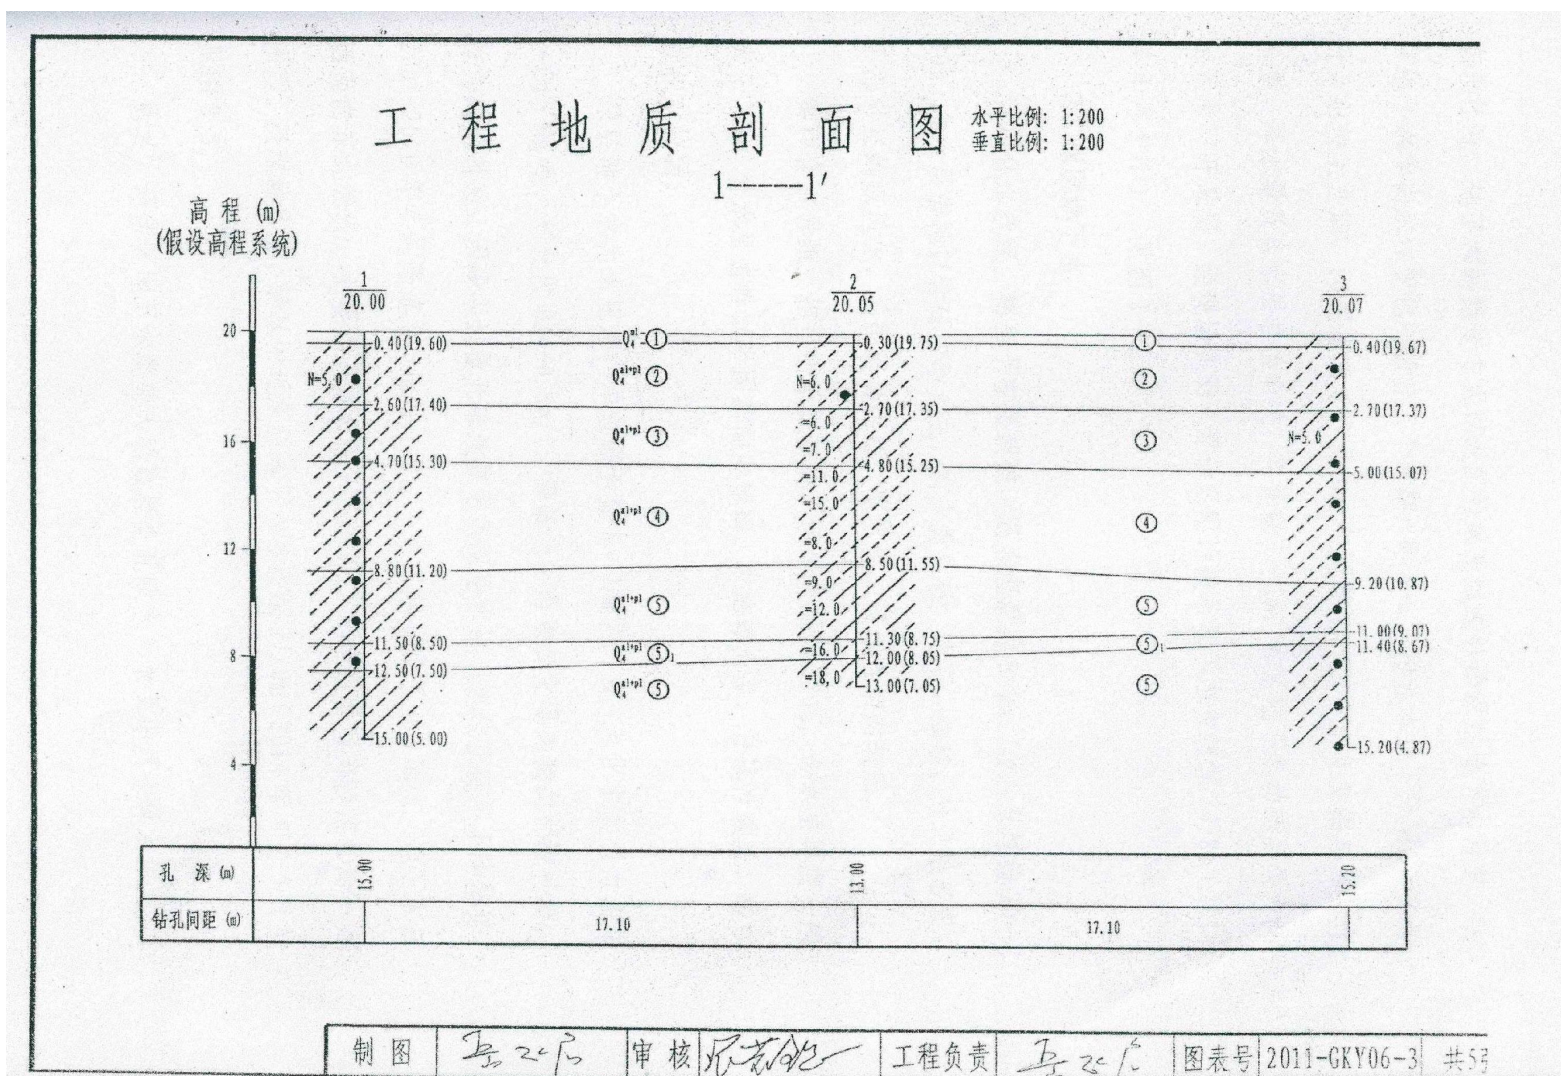 工程地质剖面图
水平比例: 1:200
垂直比例: 1:200
1-----1′
高程 (m)
(假设高程系统)
1
20.00
2
20.05
3
20.07
20
16
12
8
4
0.40(19.60)
2.60(17.40)
4.70(15.30)
8.80(11.20)
11.50(8.50)
12.50(7.50)
15.00(5.00)
N=5.0
Q₄ᵐˡ ①
Q₄ᵃˡ⁺ᵖˡ ②
Q₄ᵃˡ⁺ᵖˡ ③
Q₄ᵃˡ⁺ᵖˡ ④
Q₄ᵃˡ⁺ᵖˡ ⑤
Q₄ᵃˡ⁺ᵖˡ ⑤₁
Q₄ᵃˡ⁺ᵖˡ ⑤
N=6.0
=6.0
=7.0
=11.0
=15.0
=8.0
=9.0
=12.0
=16.0
=18.0
0.30(19.75)
2.70(17.35)
4.80(15.25)
8.50(11.55)
11.30(8.75)
12.00(8.05)
13.00(7.05)
①
②
③
④
⑤
⑤₁
⑤
N=5.0
0.40(19.67)
2.70(17.37)
5.00(15.07)
9.20(10.87)
11.00(9.07)
11.40(8.67)
15.20(4.87)
孔 深 (m) 15.00 13.00 15.20
钻孔间距 (m) 17.10 17.10
制图 审核 工程负责 图表号 2011-GKY06-3 共5